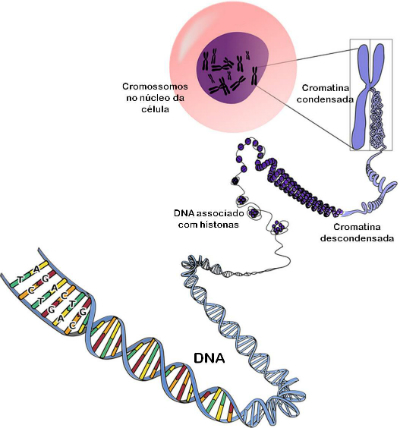 Cromossomos
no núcleo da
célula
Cromatina
condensada
DNA associado
com histonas
Cromatina
descondensada
DNA
T A
C G
T A
G C
A T
C G